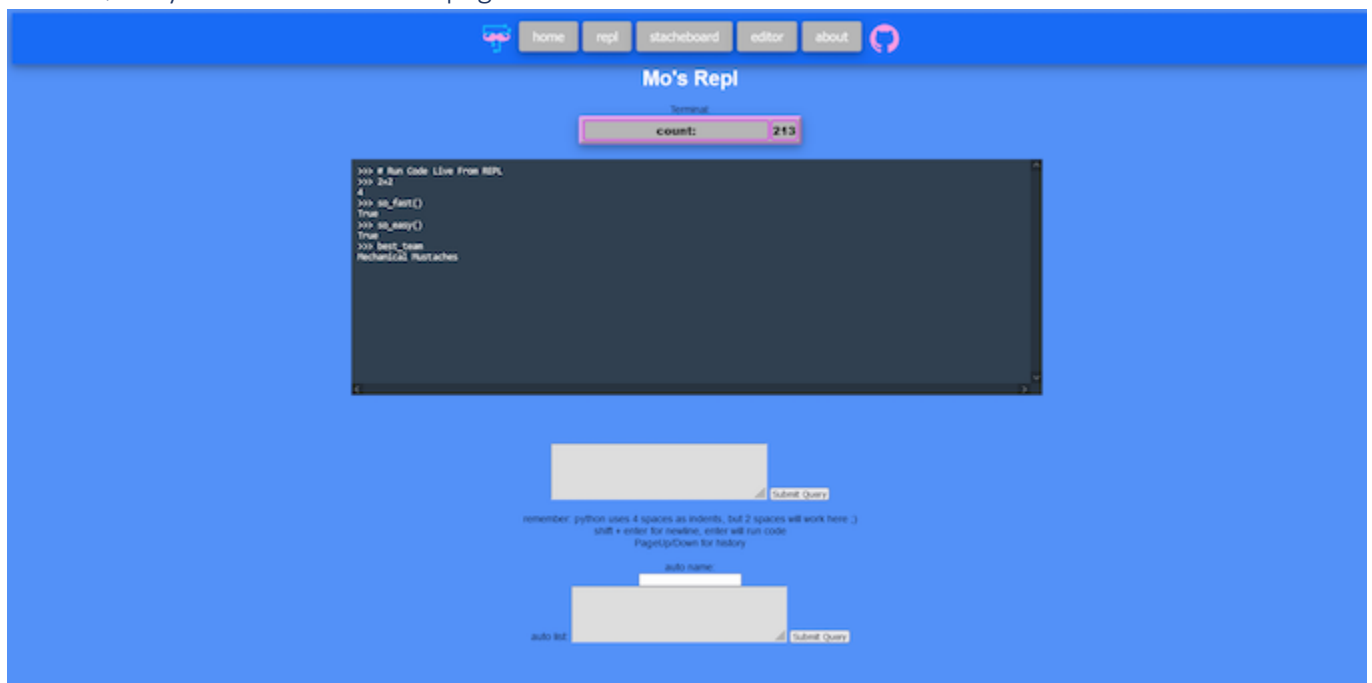 home repl stacheboard editor about
Mo's Repl
Terminal
count: 213
>>> # Run Code Live From REPL
>>> 2+2
4
>>> so_fast()
True
>>> so_easy()
True
>>> best_team
Mechanical Mustaches
Submit Query
remember: python uses 4 spaces as indents, but 2 spaces will work here ;)
shift + enter for newline, enter will run code
PageUp/Down for history
auto name:
auto list:
Submit Query